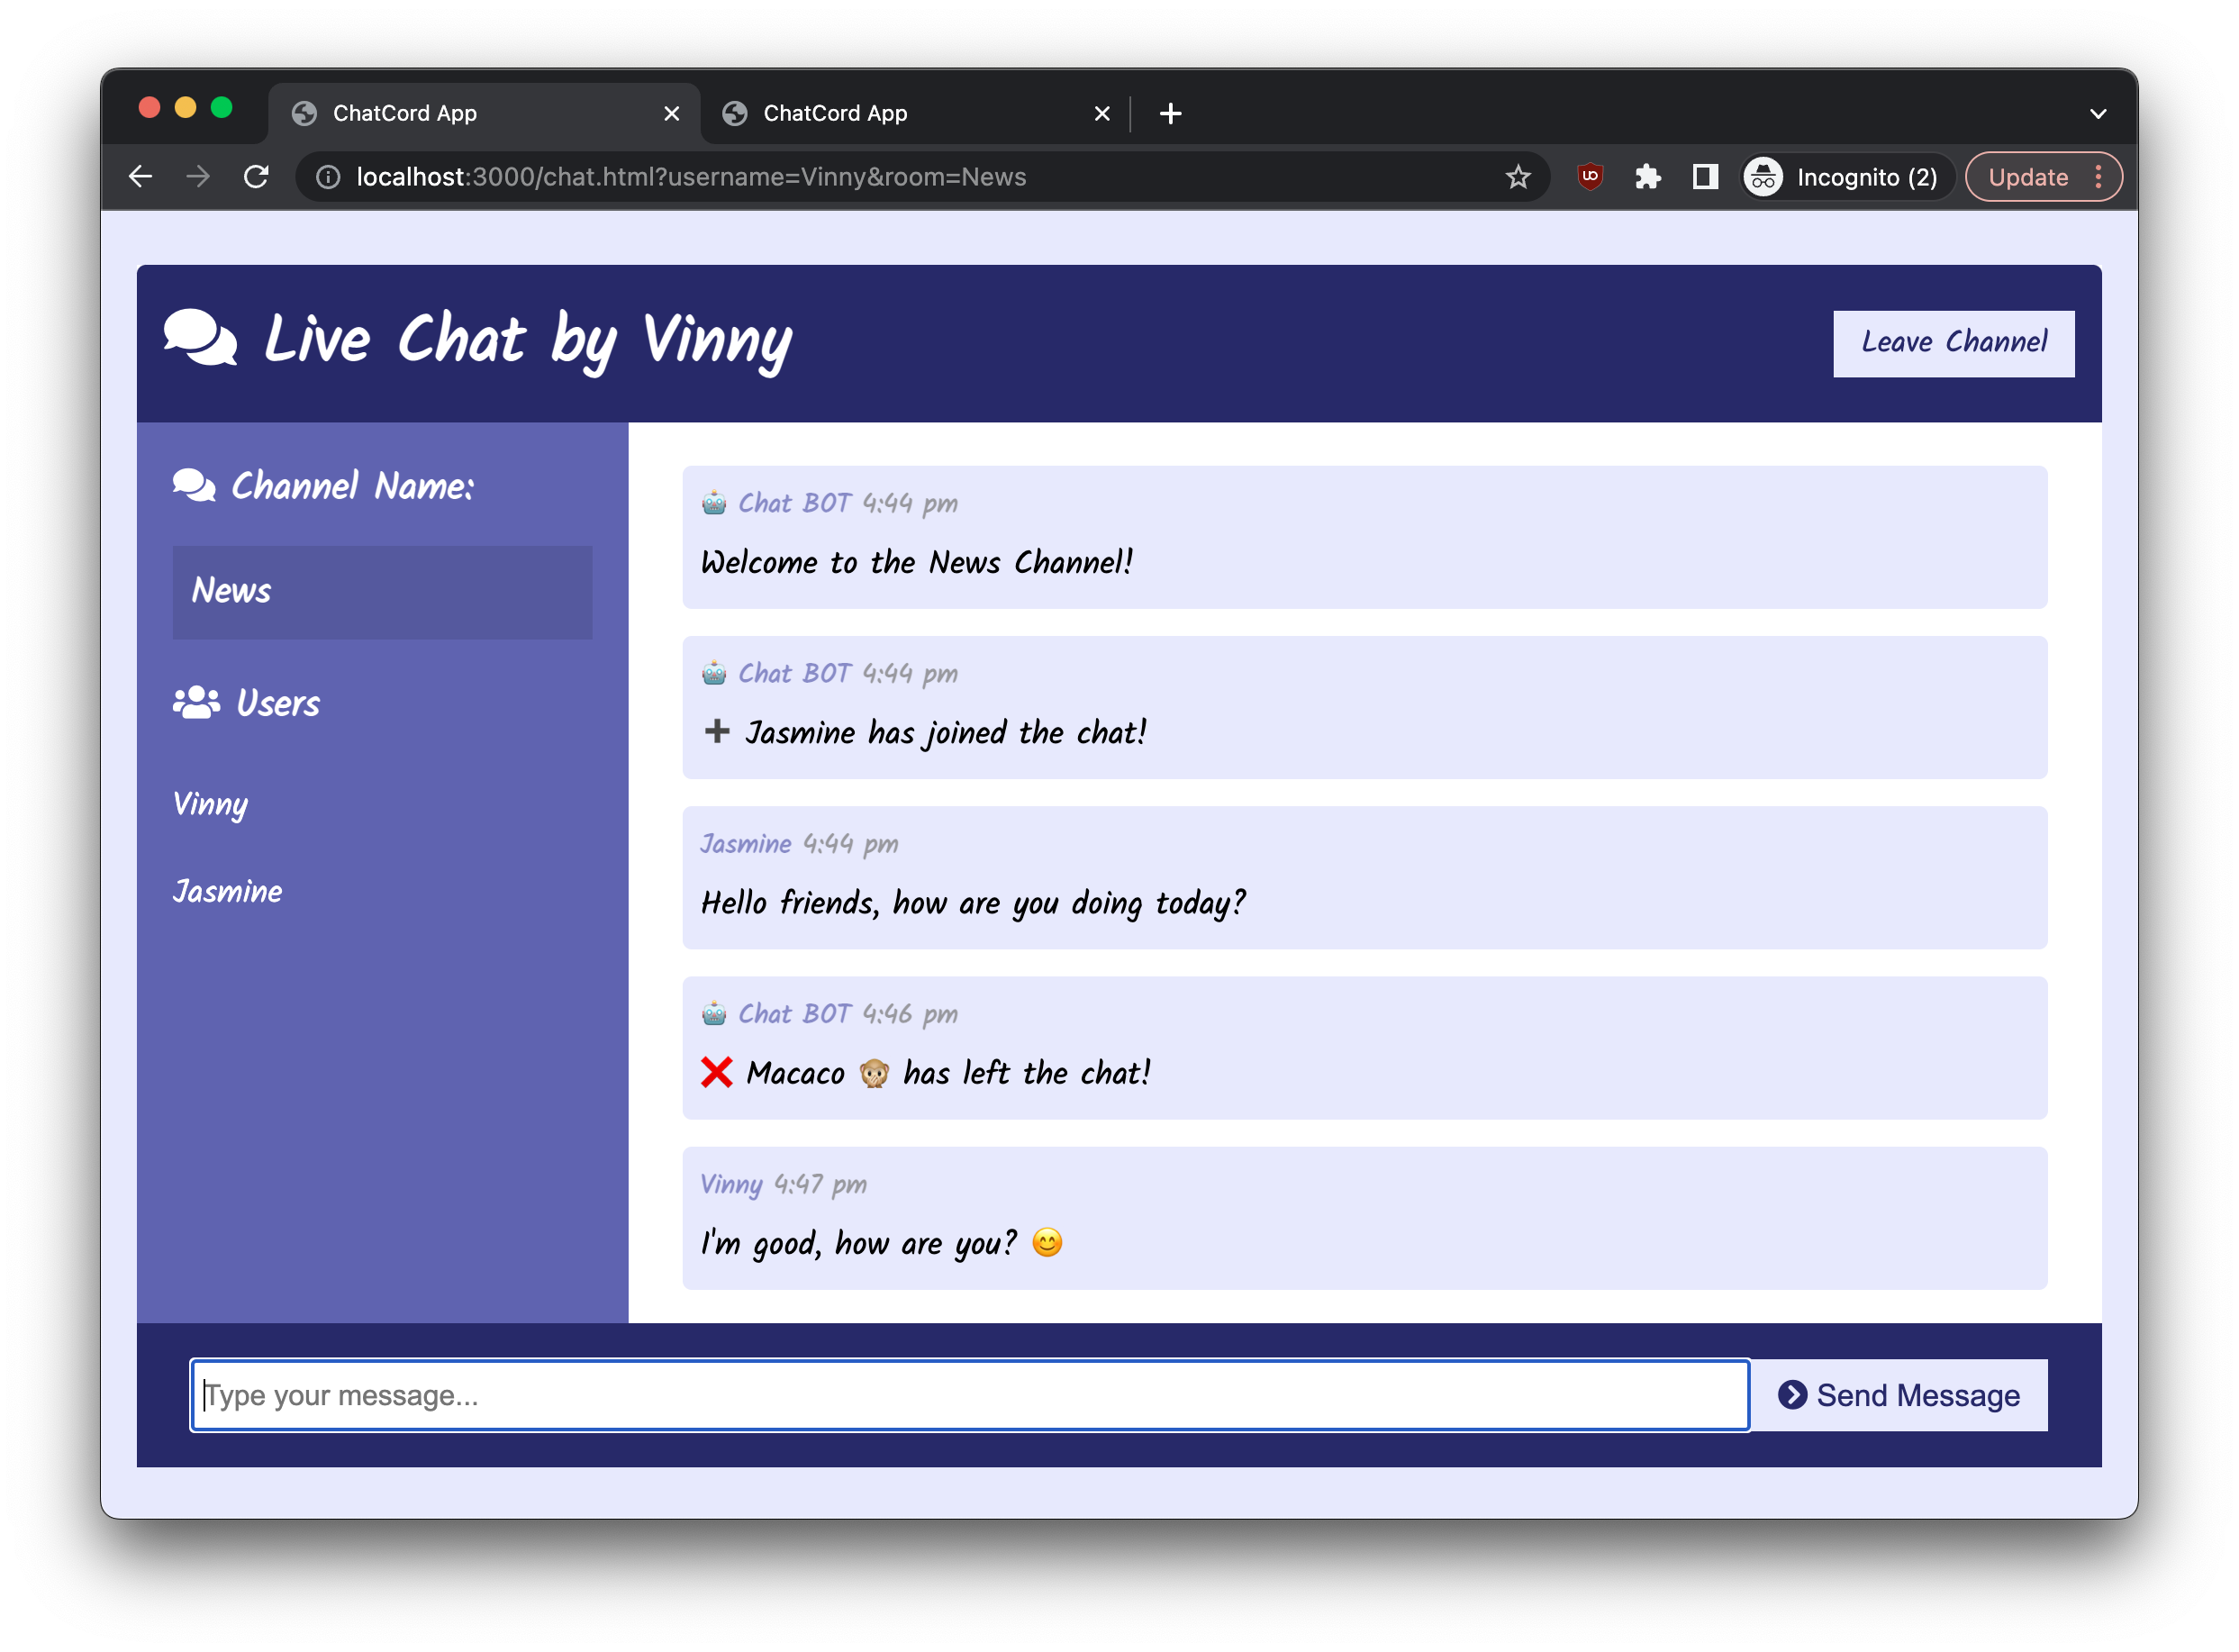 ChatCord App
ChatCord App
localhost:3000/chat.html?username=Vinny&room=News
Incognito (2)
Update
Live Chat by Vinny
Leave Channel
Channel Name:
News
Users
Vinny
Jasmine
🤖 Chat BOT 4:44 pm
Welcome to the News Channel!
🤖 Chat BOT 4:44 pm
➕ Jasmine has joined the chat!
Jasmine 4:44 pm
Hello friends, how are you doing today?
🤖 Chat BOT 4:46 pm
❌ Macaco 🙊 has left the chat!
Vinny 4:47 pm
I'm good, how are you? 😊
Type your message...
Send Message